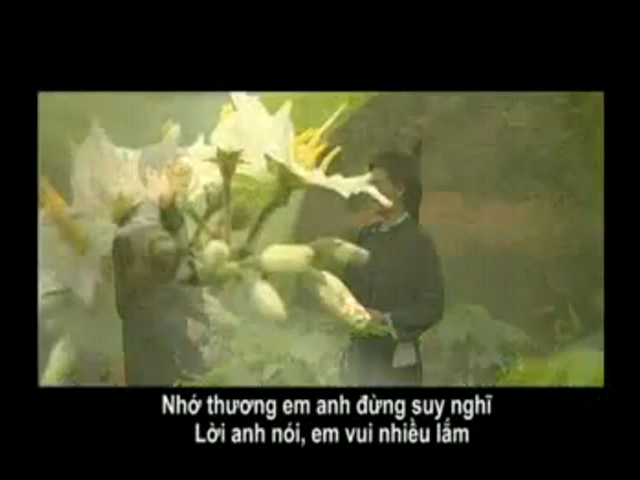 Nhớ thương em anh đừng suy nghĩ
Lời anh nói, em vui nhiều lắm